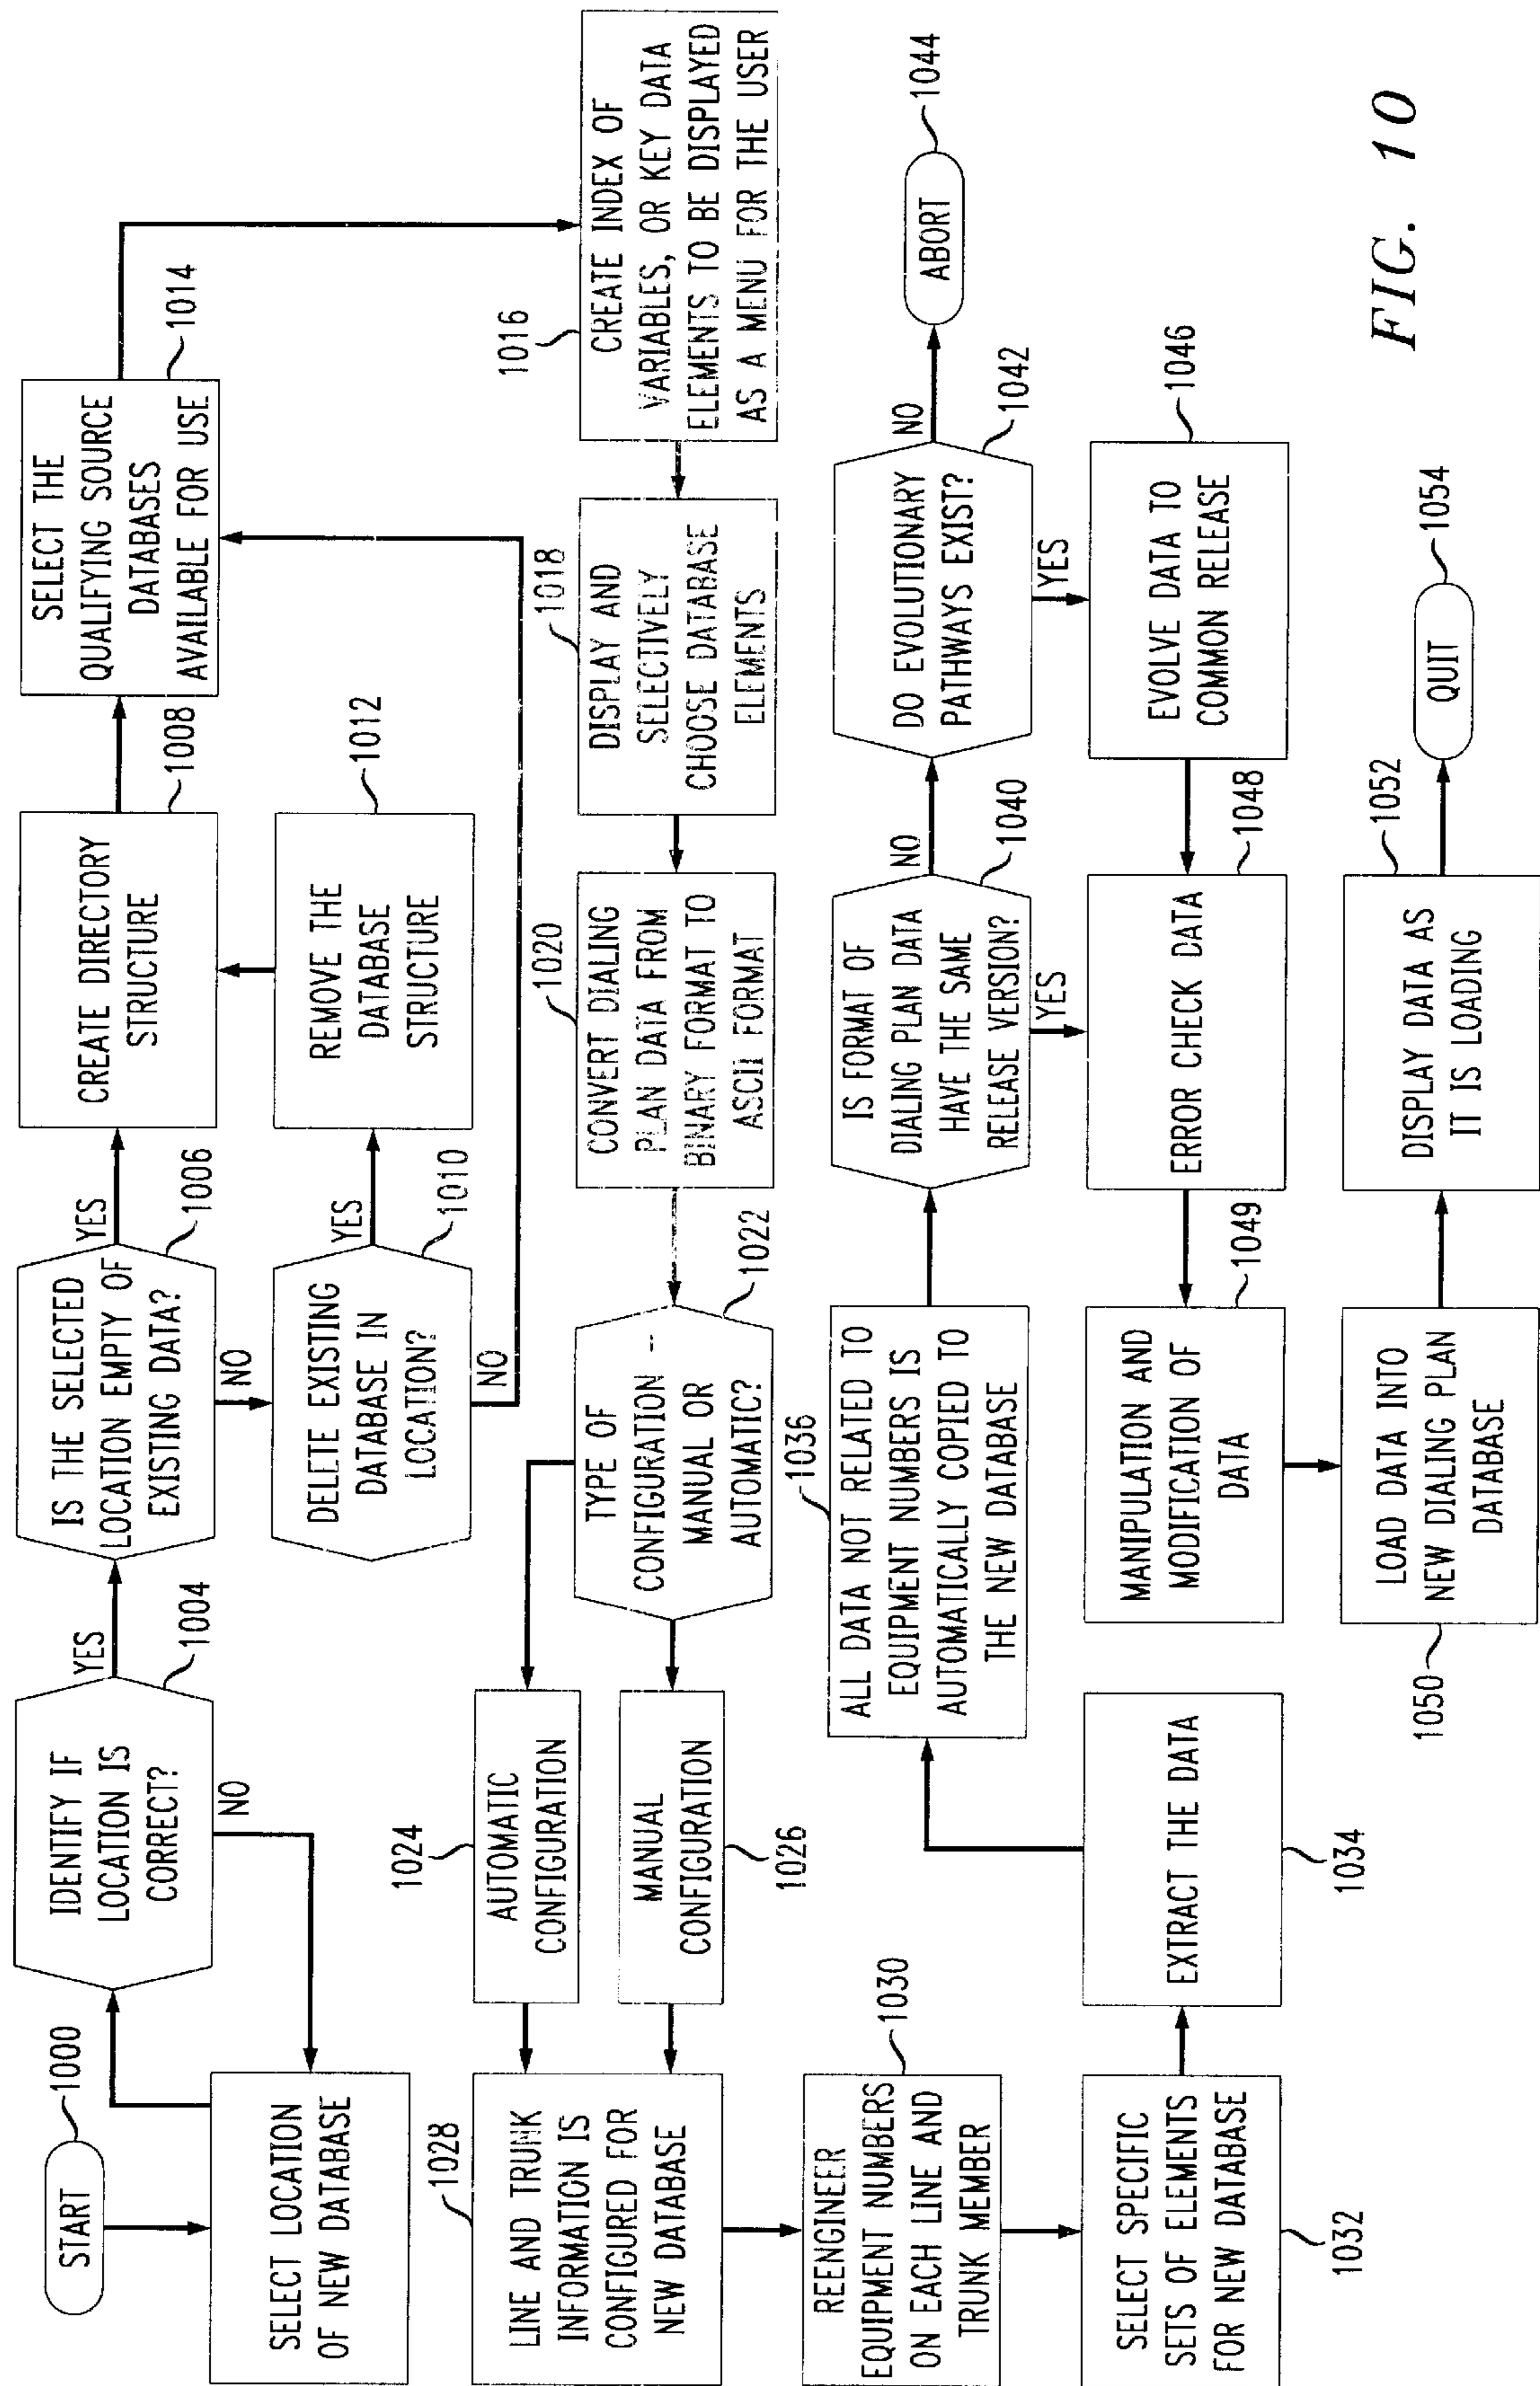 START
1000
SELECT LOCATION
OF NEW DATABASE
IDENTIFY IF
LOCATION IS
CORRECT?
1004
YES
NO
IS THE SELECTED
LOCATION EMPTY OF
EXISTING DATA?
1006
YES
NO
CREATE DIRECTORY
STRUCTURE
1008
DELETE EXISTING
DATABASE IN
LOCATION?
1010
YES
NO
REMOVE THE
DATABASE
STRUCTURE
1012
SELECT THE
QUALIFYING SOURCE
DATABASES
AVAILABLE FOR USE
1014
1016
CREATE INDEX OF
VARIABLES, OR KEY DATA
ELEMENTS TO BE DISPLAYED
AS A MENU FOR THE USER
1018
DISPLAY AND
SELECTIVELY
CHOOSE DATABASE
ELEMENTS
1020
CONVERT DIALING
PLAN DATA FROM
BINARY FORMAT TO
ASCII FORMAT
1022
TYPE OF
CONFIGURATION --
MANUAL OR
AUTOMATIC?
1024
AUTOMATIC
CONFIGURATION
MANUAL
CONFIGURATION
1026
1028
LINE AND TRUNK
INFORMATION IS
CONFIGURED FOR
NEW DATABASE
1030
REENGINEER
EQUIPMENT NUMBERS
ON EACH LINE AND
TRUNK MEMBER
SELECT SPECIFIC
SETS OF ELEMENTS
FOR NEW DATABASE
1032
EXTRACT THE DATA
1034
1036
ALL DATA NOT RELATED TO
EQUIPMENT NUMBERS IS
AUTOMATICALLY COPIED TO
THE NEW DATABASE
IS FORMAT OF
DIALING PLAN DATA
HAVE THE SAME
RELEASE VERSION?
1040
NO
YES
DO EVOLUTIONARY
PATHWAYS EXIST?
1042
NO
YES
ABORT
1044
EVOLVE DATA TO
COMMON RELEASE
1046
ERROR CHECK DATA
1048
MANIPULATION AND
MODIFICATION OF
DATA
1049
LOAD DATA INTO
NEW DIALING PLAN
DATABASE
1050
DISPLAY DATA AS
IT IS LOADING
1052
QUIT
1054
FIG. 10